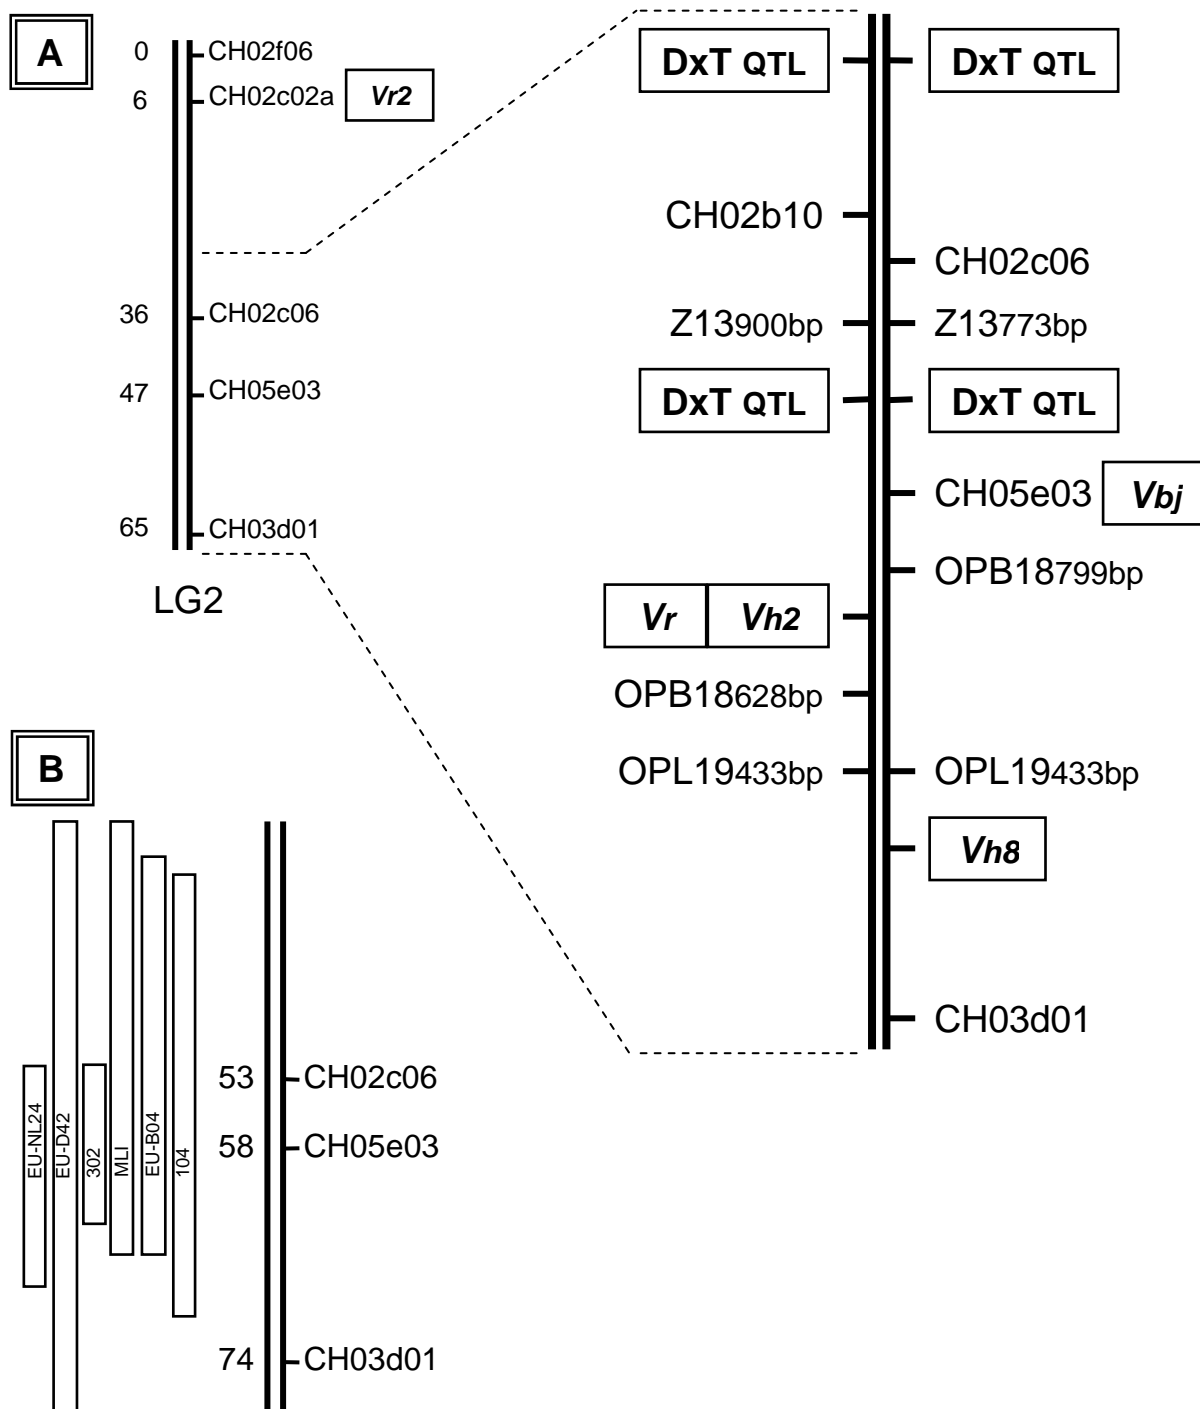 A
0 CH02f06
6 CH02c02a Vr2
36 CH02c06
47 CH05e03
65 CH03d01
LG2
DxT QTL DxT QTL
CH02b10
CH02c06
Z13900bp Z13773bp
DxT QTL DxT QTL
CH05e03 Vbj
OPB18799bp
Vr Vh2
OPB18628bp
OPL19433bp OPL19433bp
Vh8
CH03d01
B
EU-NL24
EU-D42
302
MLI
EU-B04
104
53 CH02c06
58 CH05e03
74 CH03d01